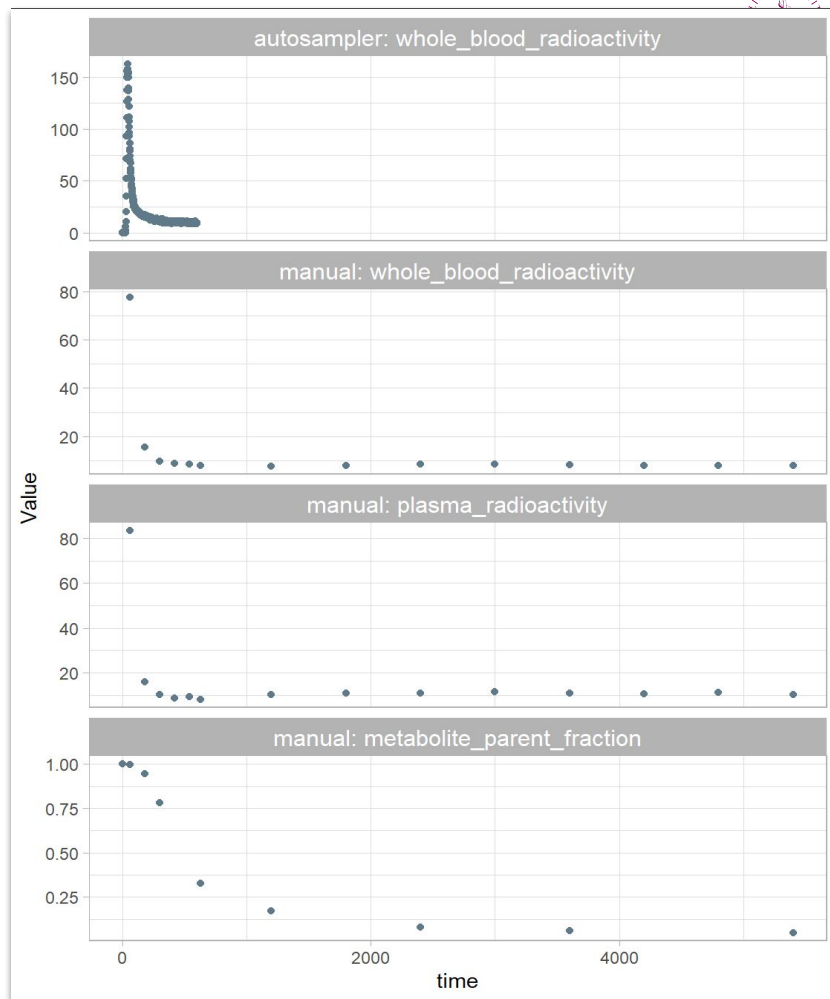 autosampler: whole_blood_radioactivity
150
100
50
0
manual: whole_blood_radioactivity
80
60
40
20
manual: plasma_radioactivity
80
60
40
20
manual: metabolite_parent_fraction
1.00
0.75
0.50
0.25
Value
0 2000 4000
time